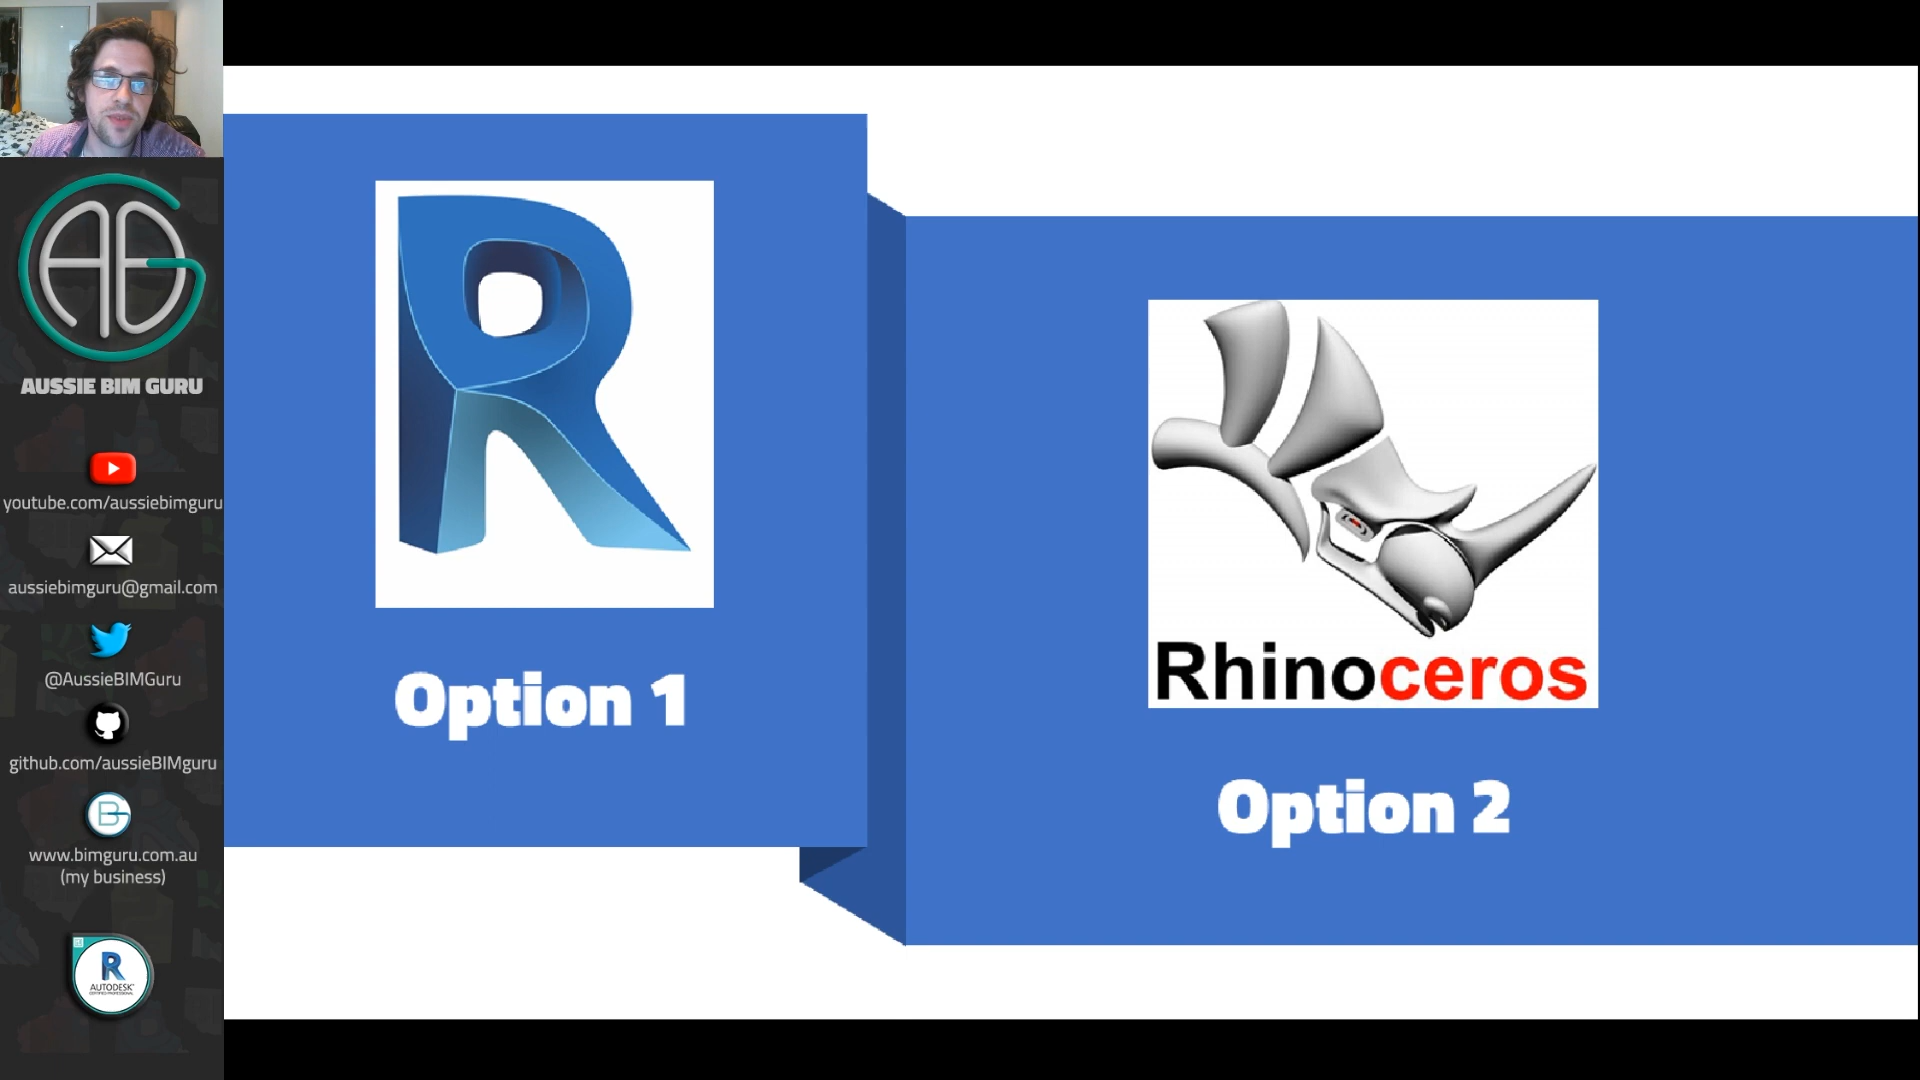 AUSSIE BIM GURU
youtube.com/aussiebimguru
aussiebimguru@gmail.com
@AussieBIMGuru
github.com/aussieBIMguru
www.bimguru.com.au
(my business)
AUTODESK
Option 1
Rhinoceros
Option 2